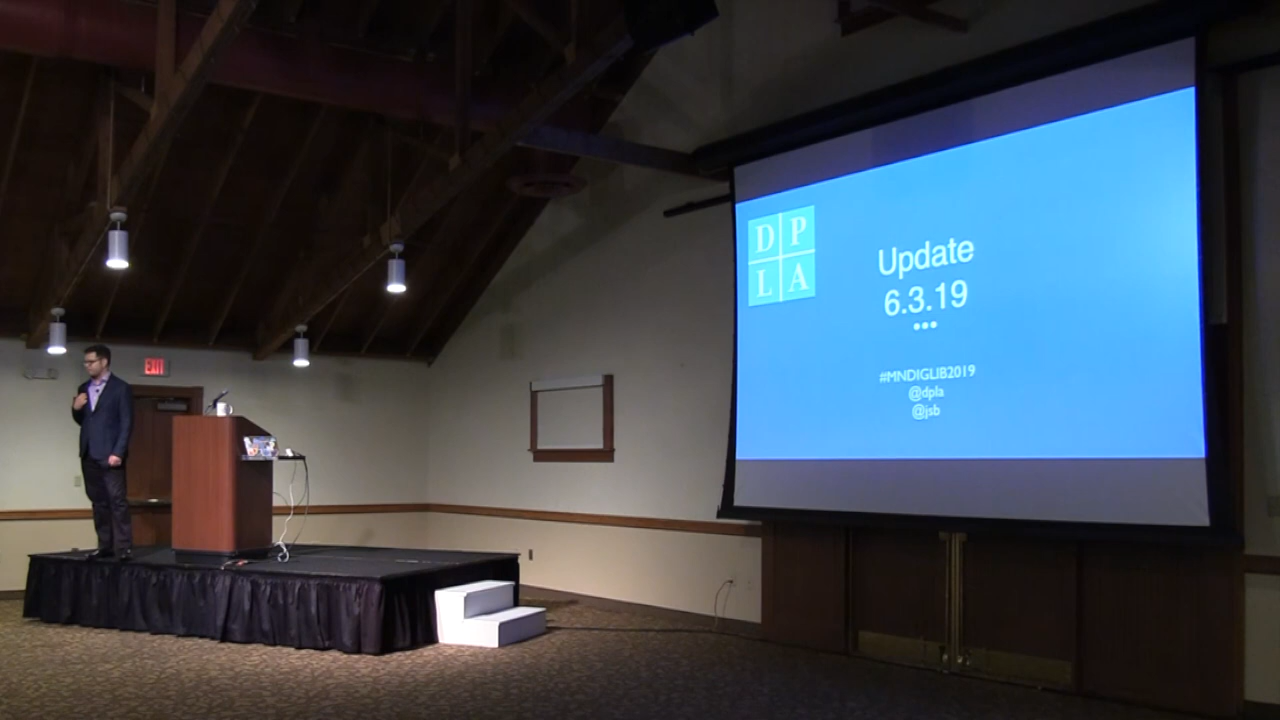 EXIT
D P
L A
Update
6.3.19
•••
#MNDIGLIB2019
@dpla
@jsb